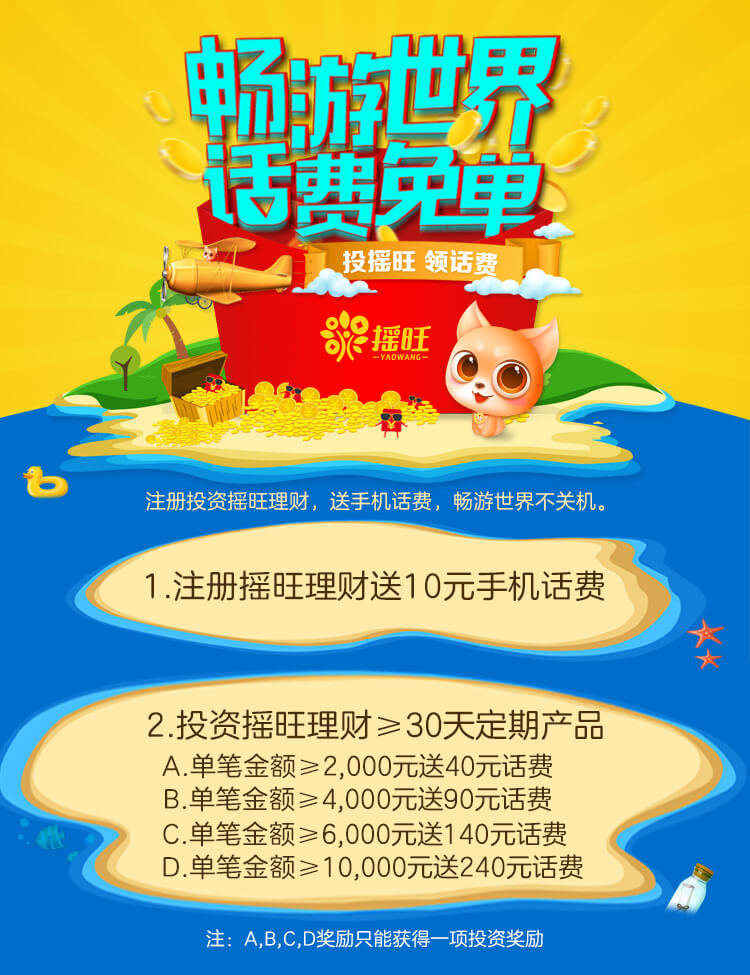 畅游世界
话费免单
投摇旺 领话费
摇旺
YAOWANG
注册投资摇旺理财，送手机话费，畅游世界不关机。
1.注册摇旺理财送10元手机话费
2.投资摇旺理财≥30天定期产品
A.单笔金额≥2,000元送40元话费
B.单笔金额≥4,000元送90元话费
C.单笔金额≥6,000元送140元话费
D.单笔金额≥10,000元送240元话费
注：A,B,C,D奖励只能获得一项投资奖励